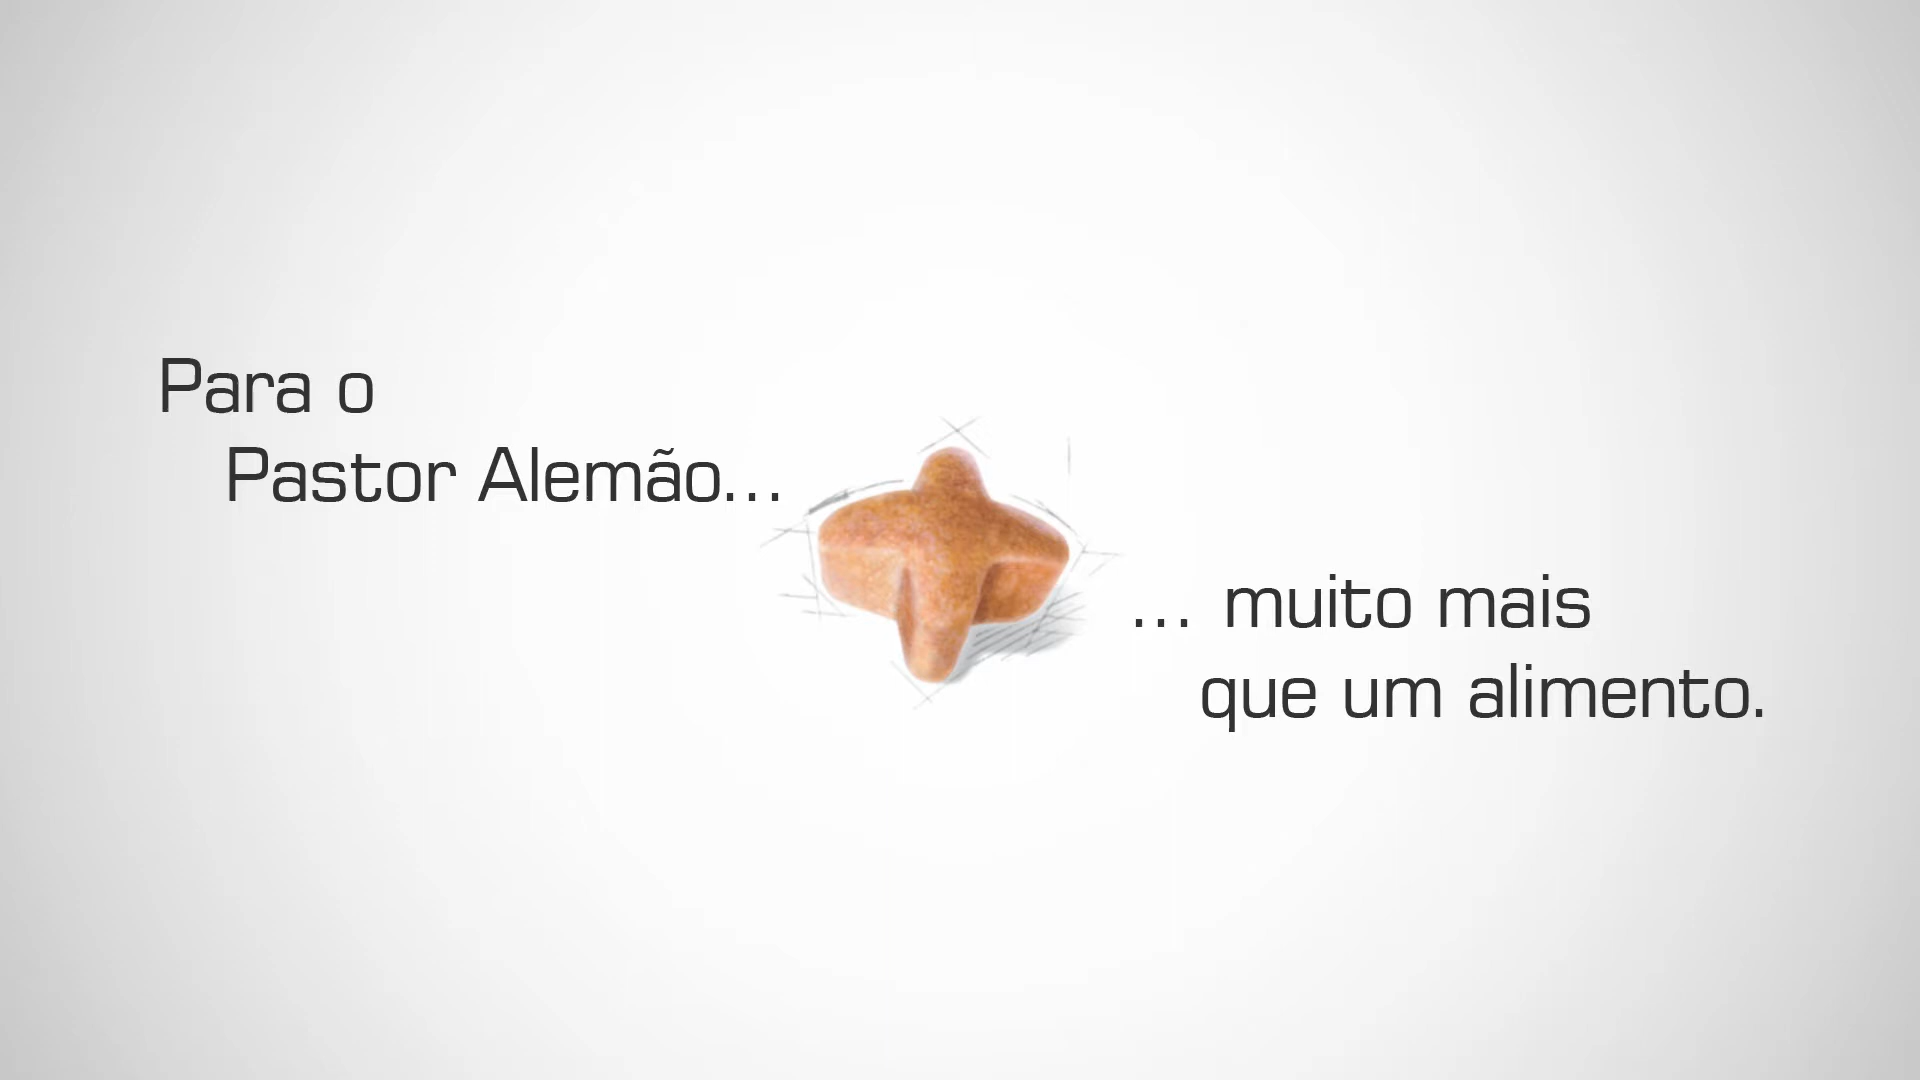 Para o
Pastor Alemão...
... muito mais
que um alimento.